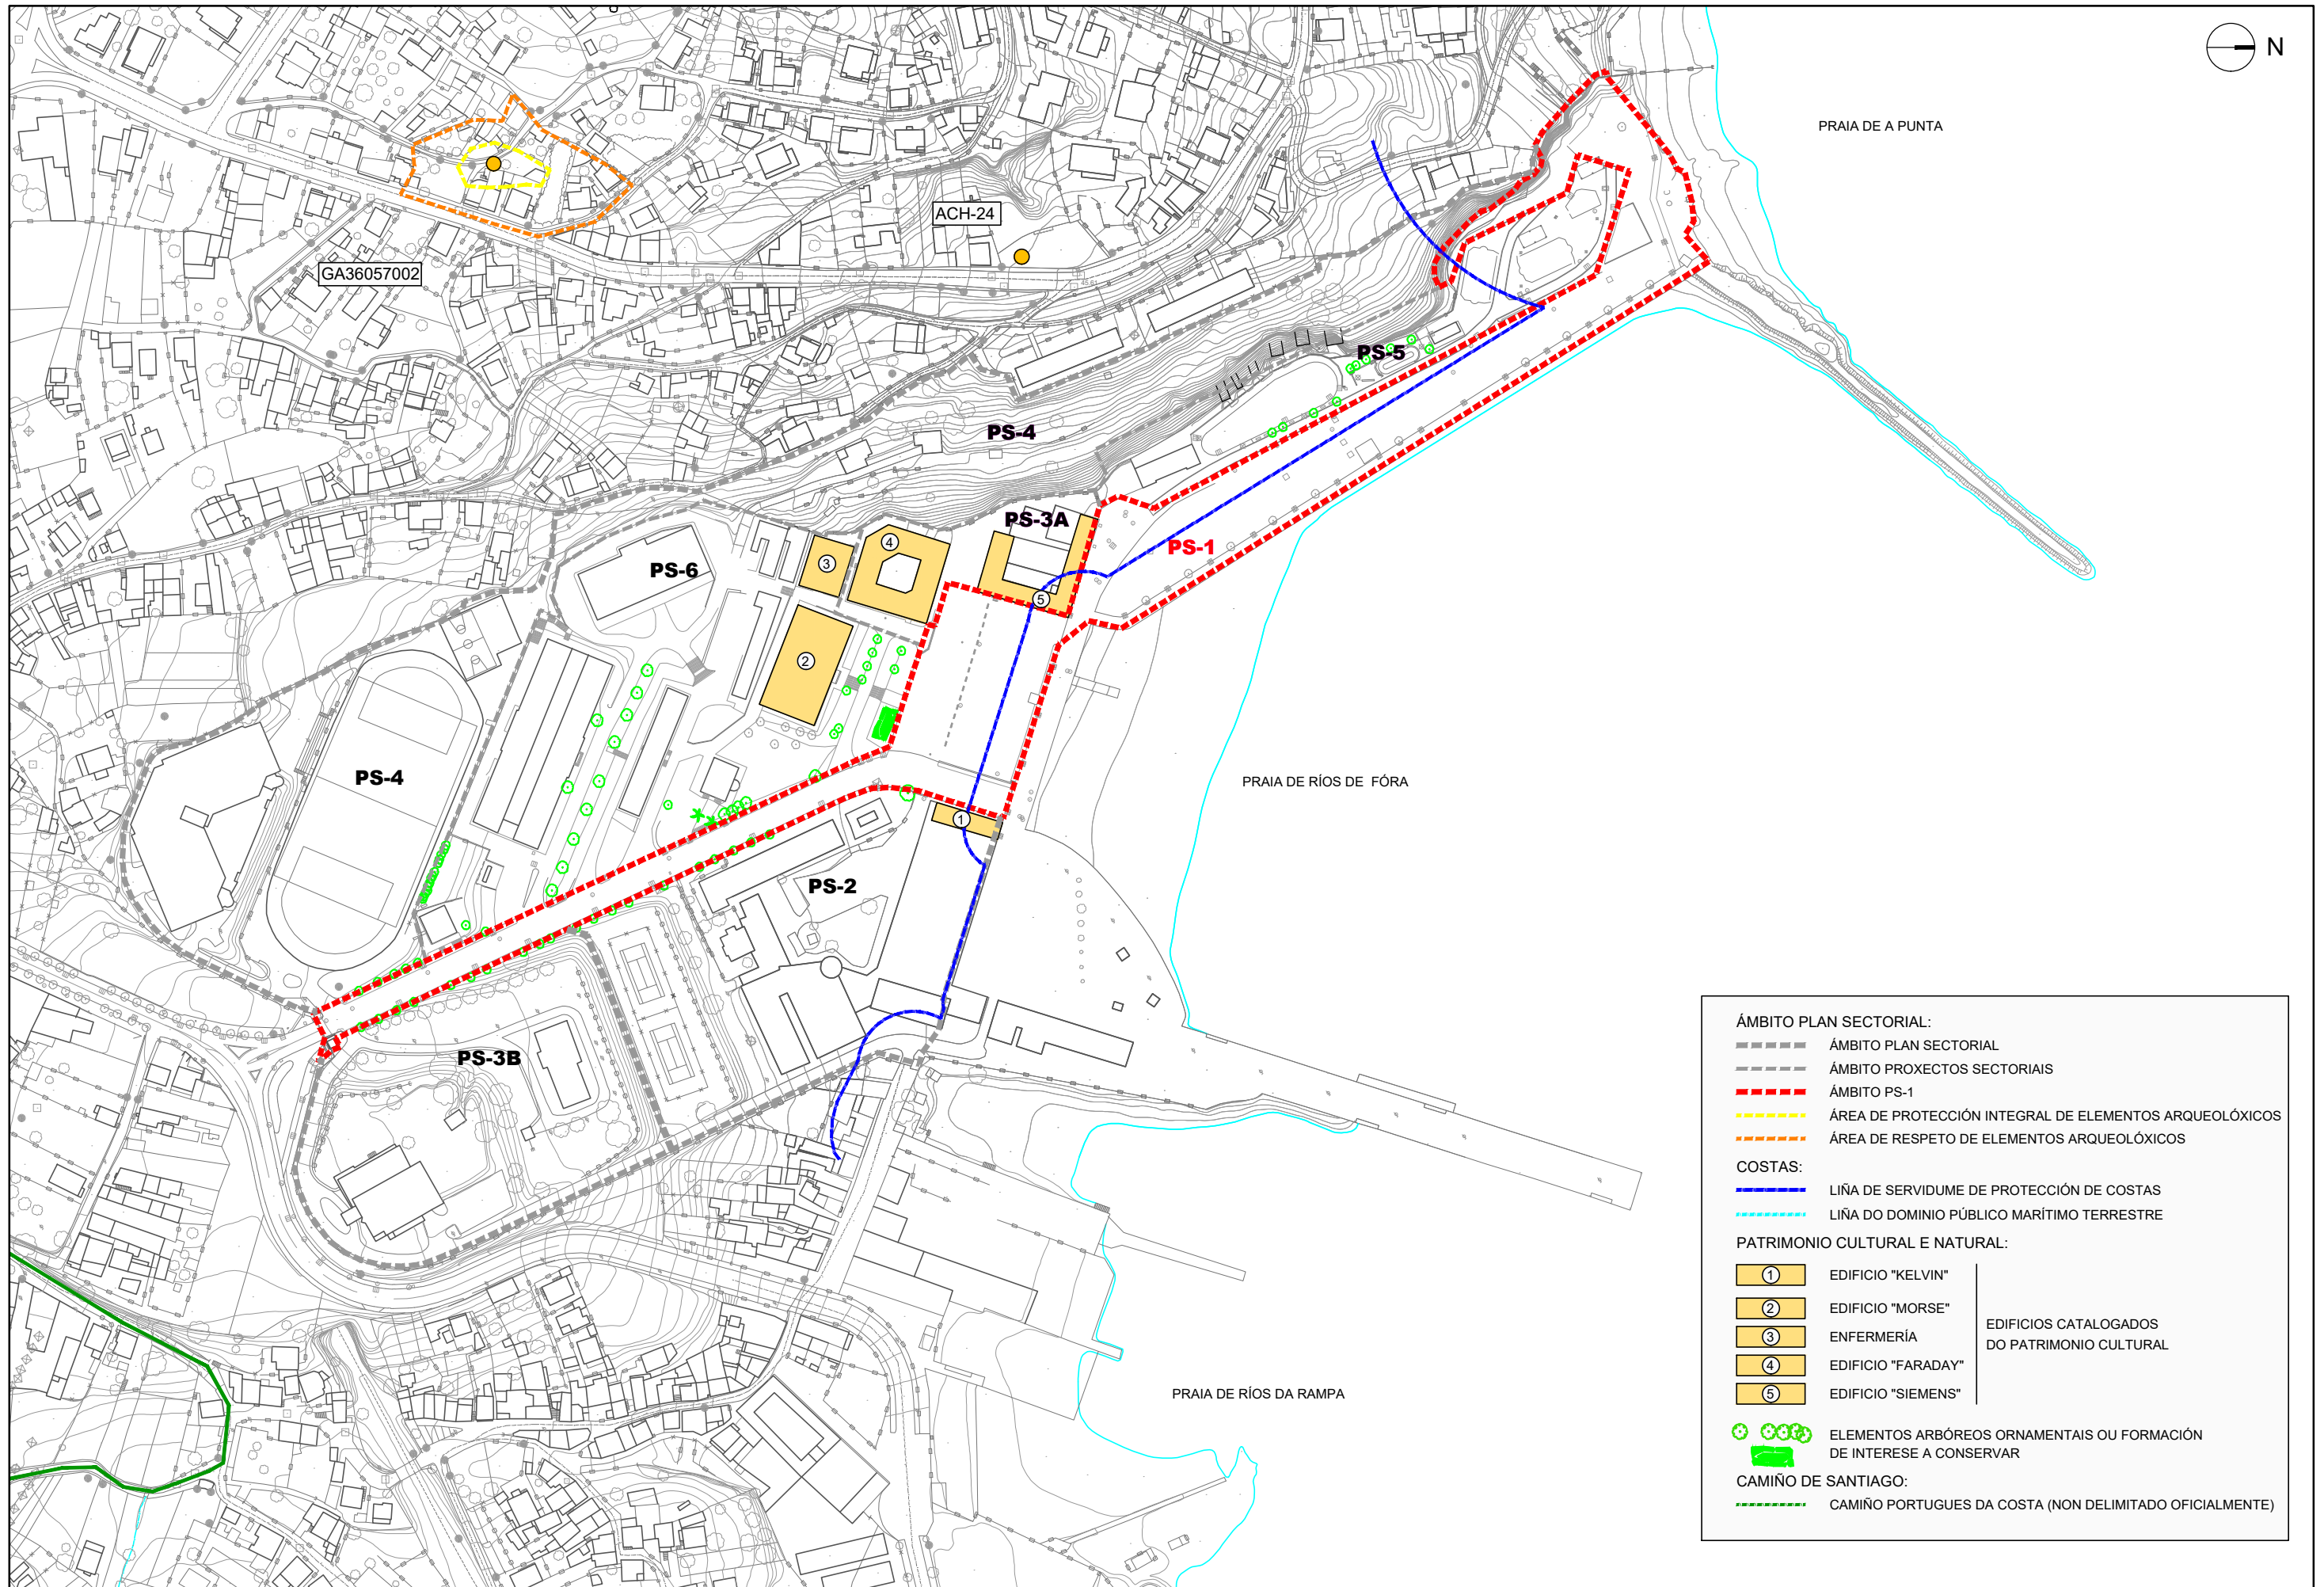 N
PRAIA DE A PUNTA
ACH-24
GA36057002
45.61
PS-5
PS-4
PS-3A
PS-1
PS-6
4
3
5
2
PS-4
PRAIA DE RÍOS DE FÓRA
1
PS-2
PS-3B
PRAIA DE RÍOS DA RAMPA
ÁMBITO PLAN SECTORIAL:
ÁMBITO PLAN SECTORIAL
ÁMBITO PROXECTOS SECTORIAIS
ÁMBITO PS-1
ÁREA DE PROTECCIÓN INTEGRAL DE ELEMENTOS ARQUEOLÓXICOS
ÁREA DE RESPETO DE ELEMENTOS ARQUEOLÓXICOS
COSTAS:
LIÑA DE SERVIDUME DE PROTECCIÓN DE COSTAS
LIÑA DO DOMINIO PÚBLICO MARÍTIMO TERRESTRE
PATRIMONIO CULTURAL E NATURAL:
1 EDIFICIO "KELVIN"
2 EDIFICIO "MORSE"
3 ENFERMERÍA
4 EDIFICIO "FARADAY"
5 EDIFICIO "SIEMENS"
EDIFICIOS CATALOGADOS
DO PATRIMONIO CULTURAL
ELEMENTOS ARBÓREOS ORNAMENTAIS OU FORMACIÓN
DE INTERESE A CONSERVAR
CAMIÑO DE SANTIAGO:
CAMIÑO PORTUGUES DA COSTA (NON DELIMITADO OFICIALMENTE)